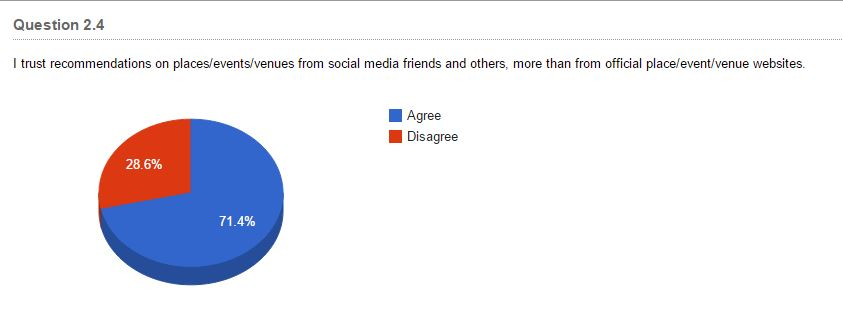 Question 2.4
I trust recommendations on places/events/venues from social media friends and others, more than from official place/event/venue websites.
Agree
Disagree
28.6%
71.4%